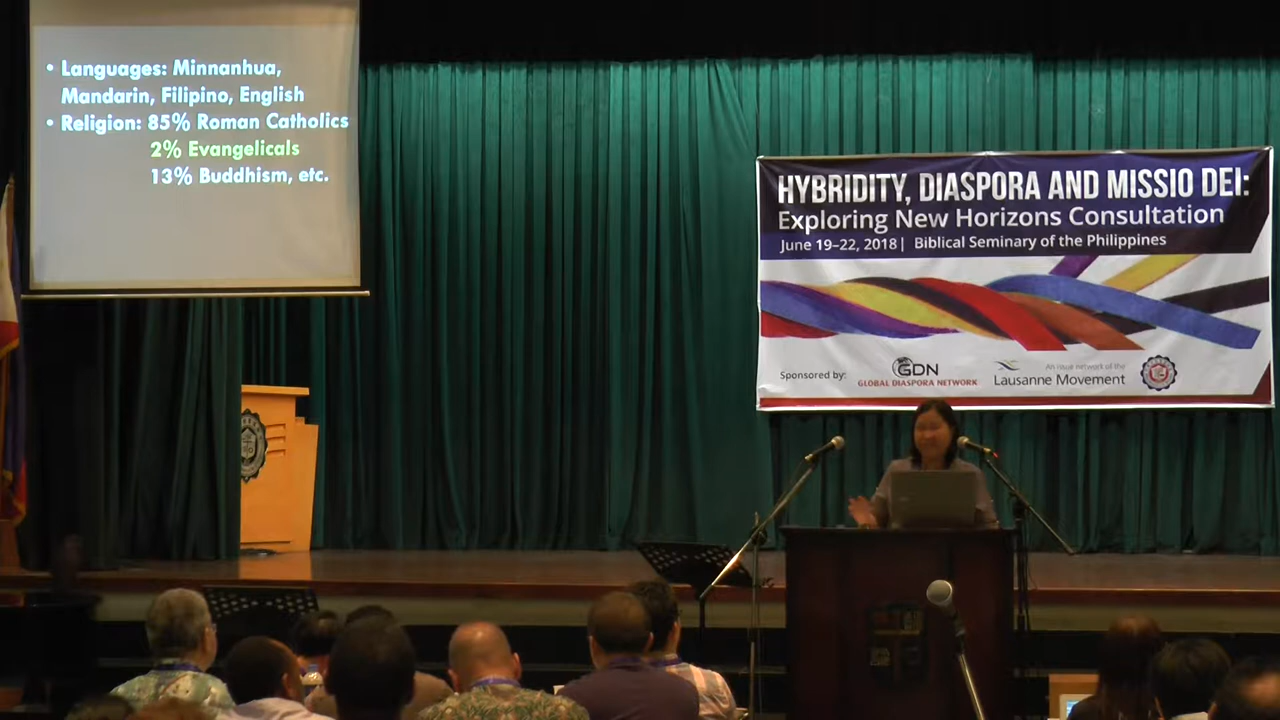 • Languages: Minnanhua,
Mandarin, Filipino, English
• Religion: 85% Roman Catholics
2% Evangelicals
13% Buddhism, etc.
HYBRIDITY, DIASPORA AND MISSIO DEI:
Exploring New Horizons Consultation
June 19–22, 2018| Biblical Seminary of the Philippines
Sponsored by:
GDN
GLOBAL DIASPORA NETWORK
An issue network of the
Lausanne Movement